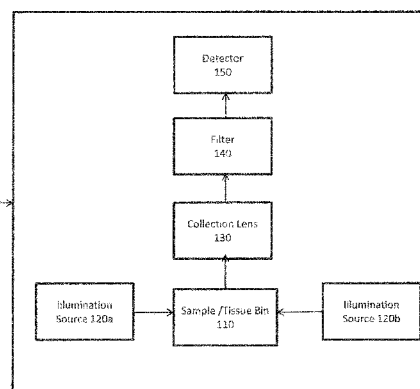 Detector
150
Filter
140
Collection Lens
130
Illumination
Source 120a
Sample /Tissue Bin
110
Illumination
Source 120b